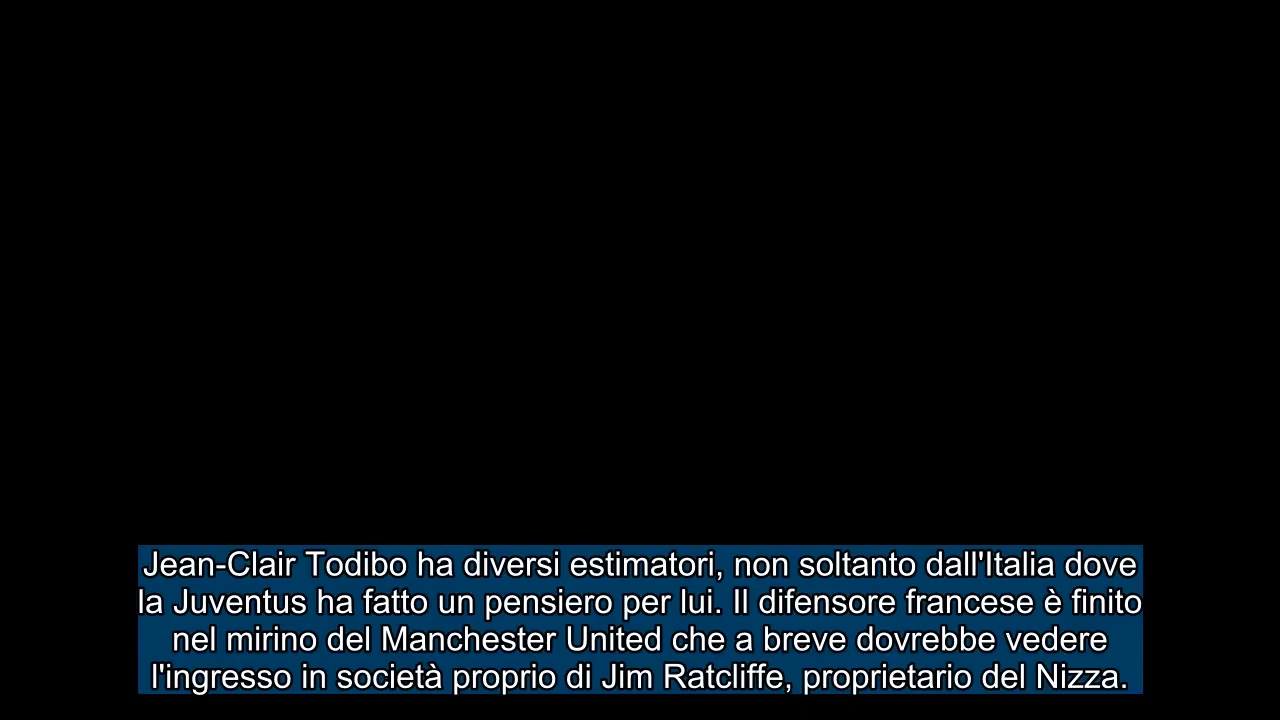 Jean-Clair Todibo ha diversi estimatori, non soltanto dall'Italia dove
la Juventus ha fatto un pensiero per lui. Il difensore francese è finito
nel mirino del Manchester United che a breve dovrebbe vedere
l'ingresso in società proprio di Jim Ratcliffe, proprietario del Nizza.